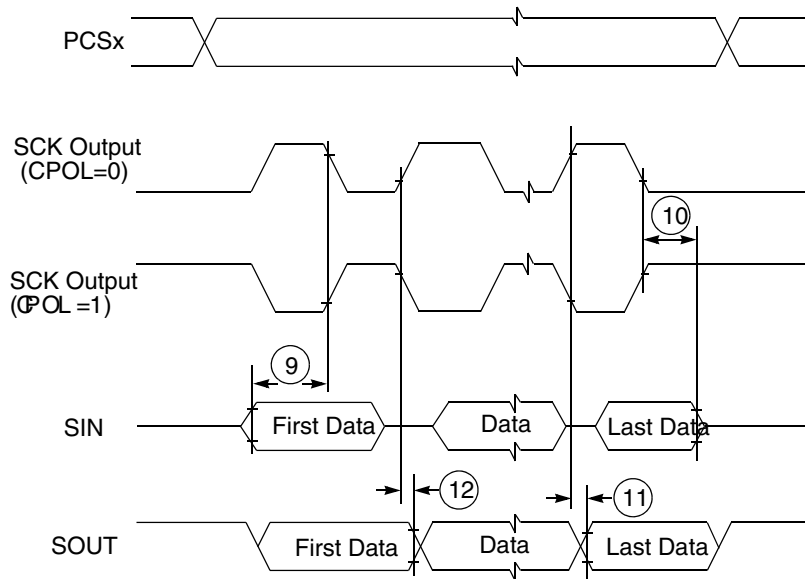 PCSx
SCK Output
(CPOL=0)
10
SCK Output
(CPOL =1)
9
SIN
First Data
Data
Last Data
12
11
SOUT
First Data
Data
Last Data